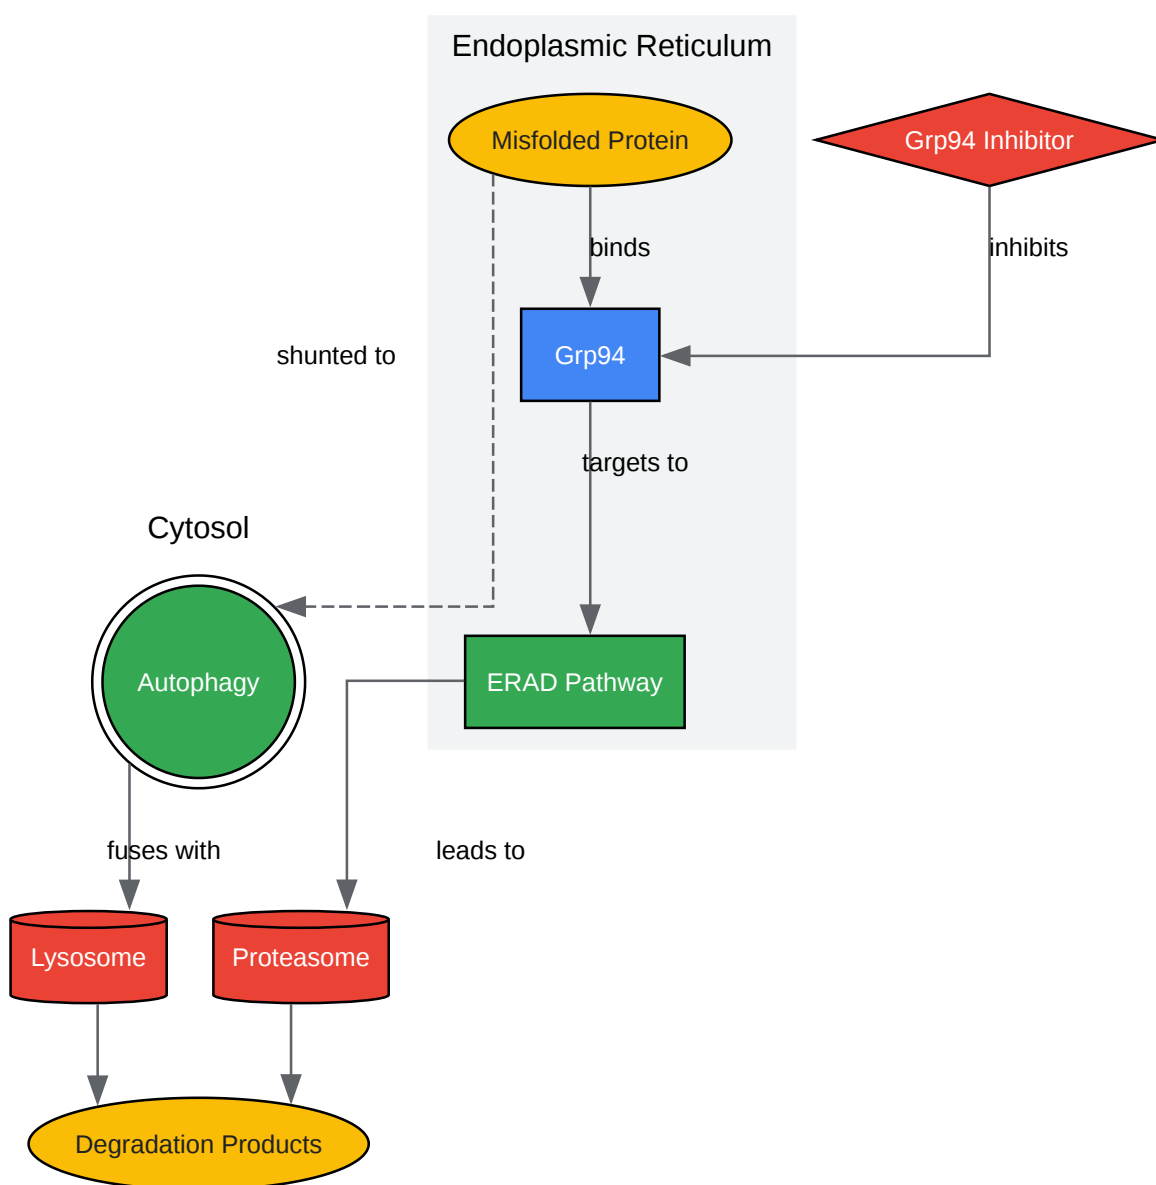 Endoplasmic Reticulum
Misfolded Protein
Grp94 Inhibitor
binds
inhibits
shunted to
Grp94
targets to
Cytosol
Autophagy
ERAD Pathway
fuses with
leads to
Lysosome
Proteasome
Degradation Products